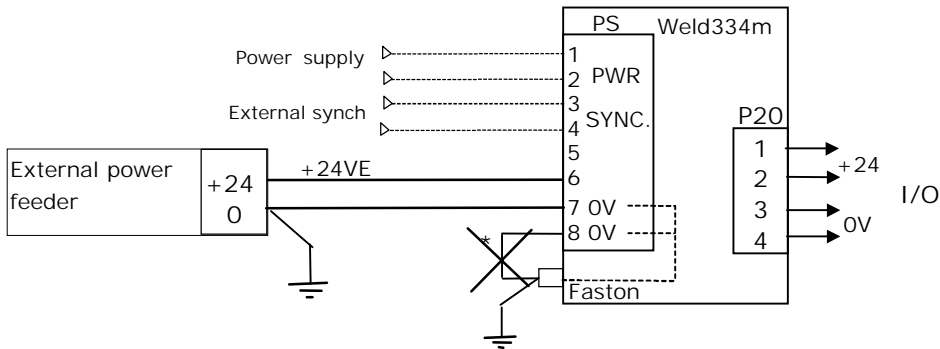 PS Weld334m
Power supply
1
2 PWR
External synch
3
4 SYNC.
5
6
7 0V
8 0V
External power
feeder
+24
0
+24VE
*
Faston
P20
1
2
3
4
+24
0V
I/O